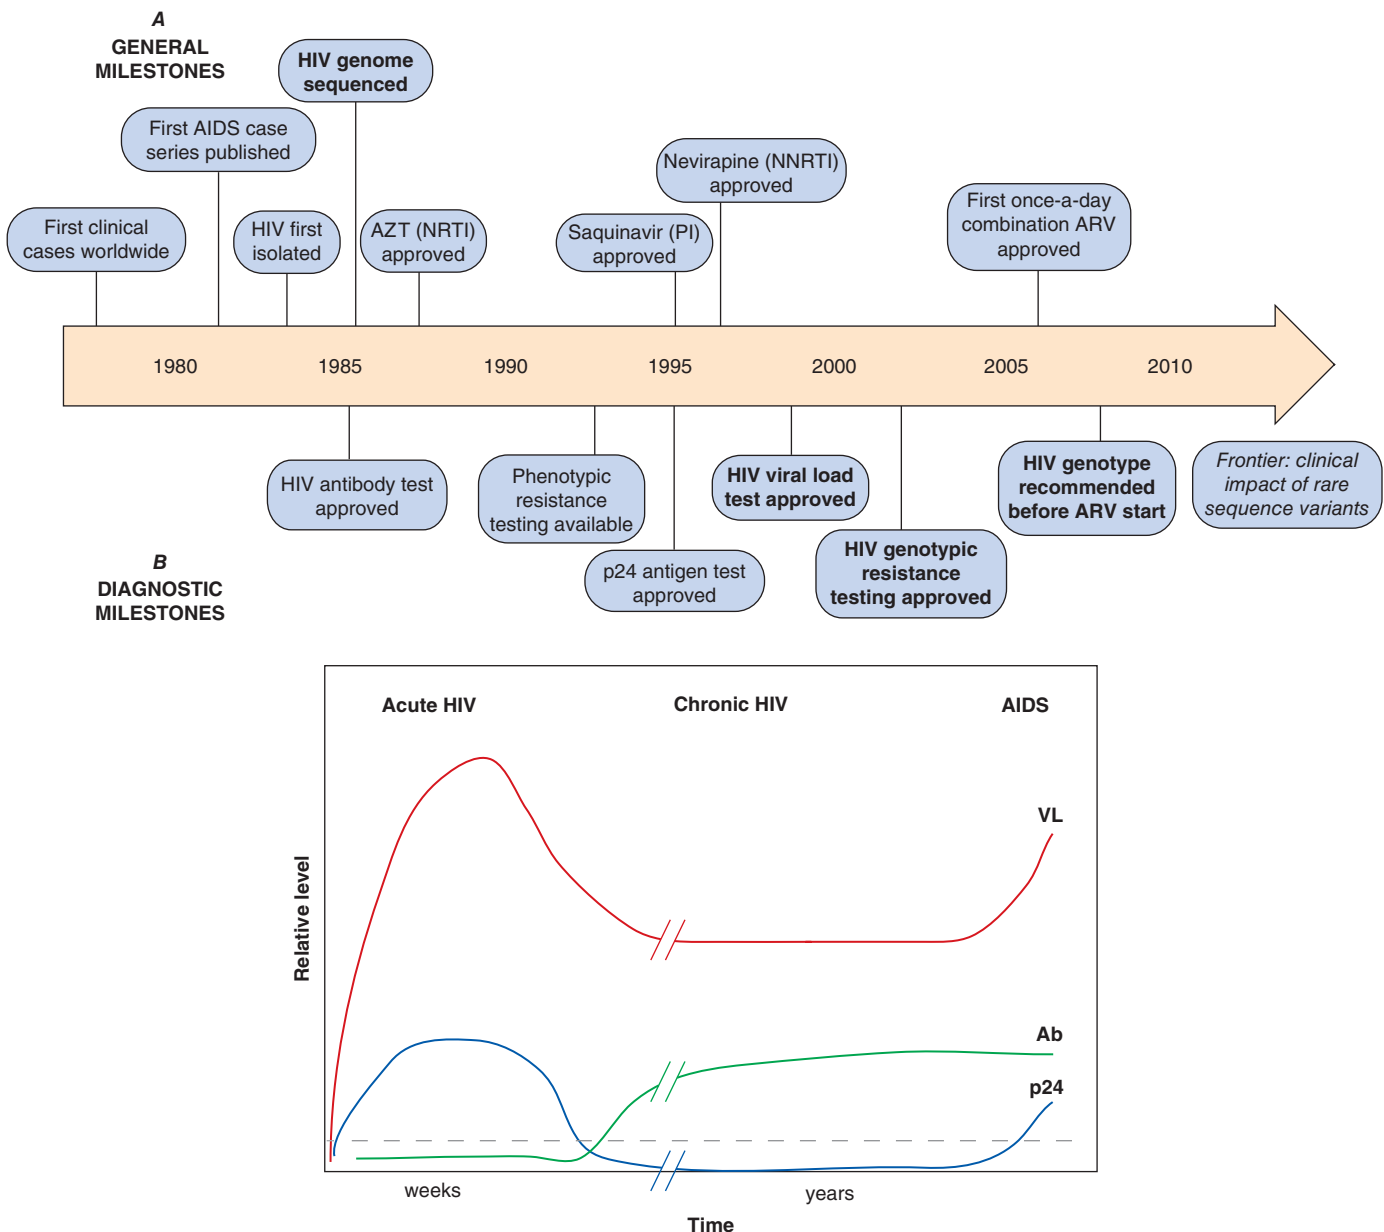 A
GENERAL
MILESTONES
HIV genome
sequenced
First AIDS case
series published
Nevirapine (NNRTI)
approved
First clinical
cases worldwide
HIV first
isolated
AZT (NRTI)
approved
Saquinavir (PI)
approved
First once-a-day
combination ARV
approved
1980 1985 1990 1995 2000 2005 2010
HIV antibody test
approved
Phenotypic
resistance
testing available
p24 antigen test
approved
HIV viral load
test approved
HIV genotypic
resistance
testing approved
HIV genotype
recommended
before ARV start
Frontier: clinical
impact of rare
sequence variants
B
DIAGNOSTIC
MILESTONES
Acute HIV Chronic HIV AIDS
VL
Ab
p24
Relative level
weeks years
Time